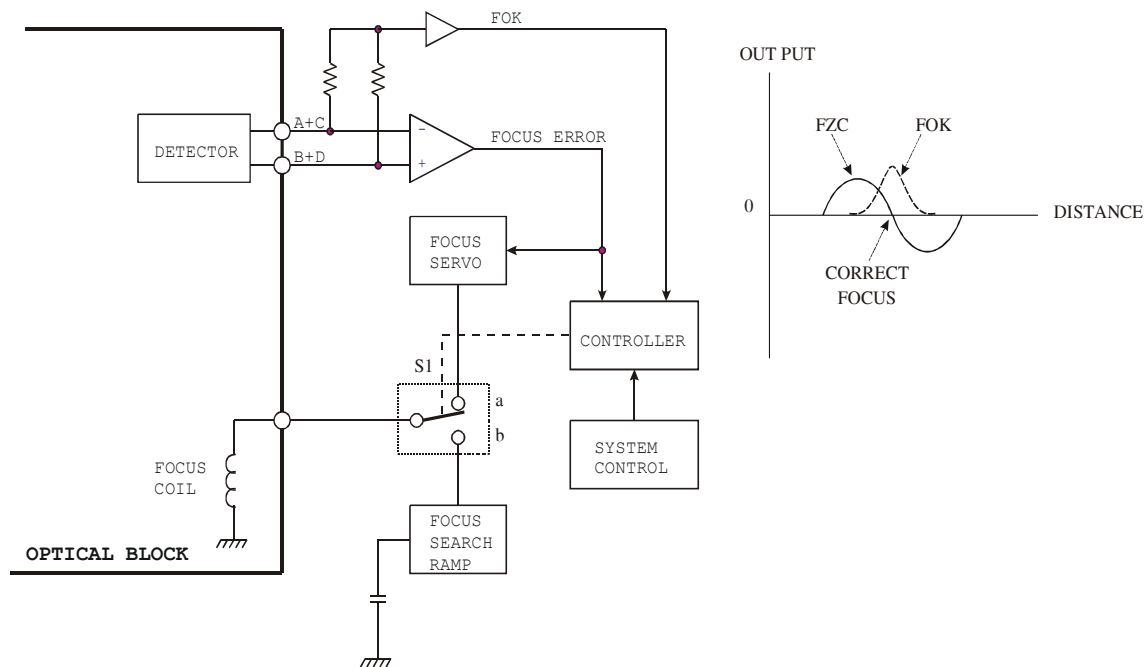 FOK
OUT PUT
FZC
FOK
A+C
-
FOCUS ERROR
DETECTOR
B+D
+
0
DISTANCE
FOCUS
SERVO
CORRECT
FOCUS
CONTROLLER
S1
a
b
SYSTEM
CONTROL
FOCUS
COIL
FOCUS
SEARCH
RAMP
OPTICAL BLOCK